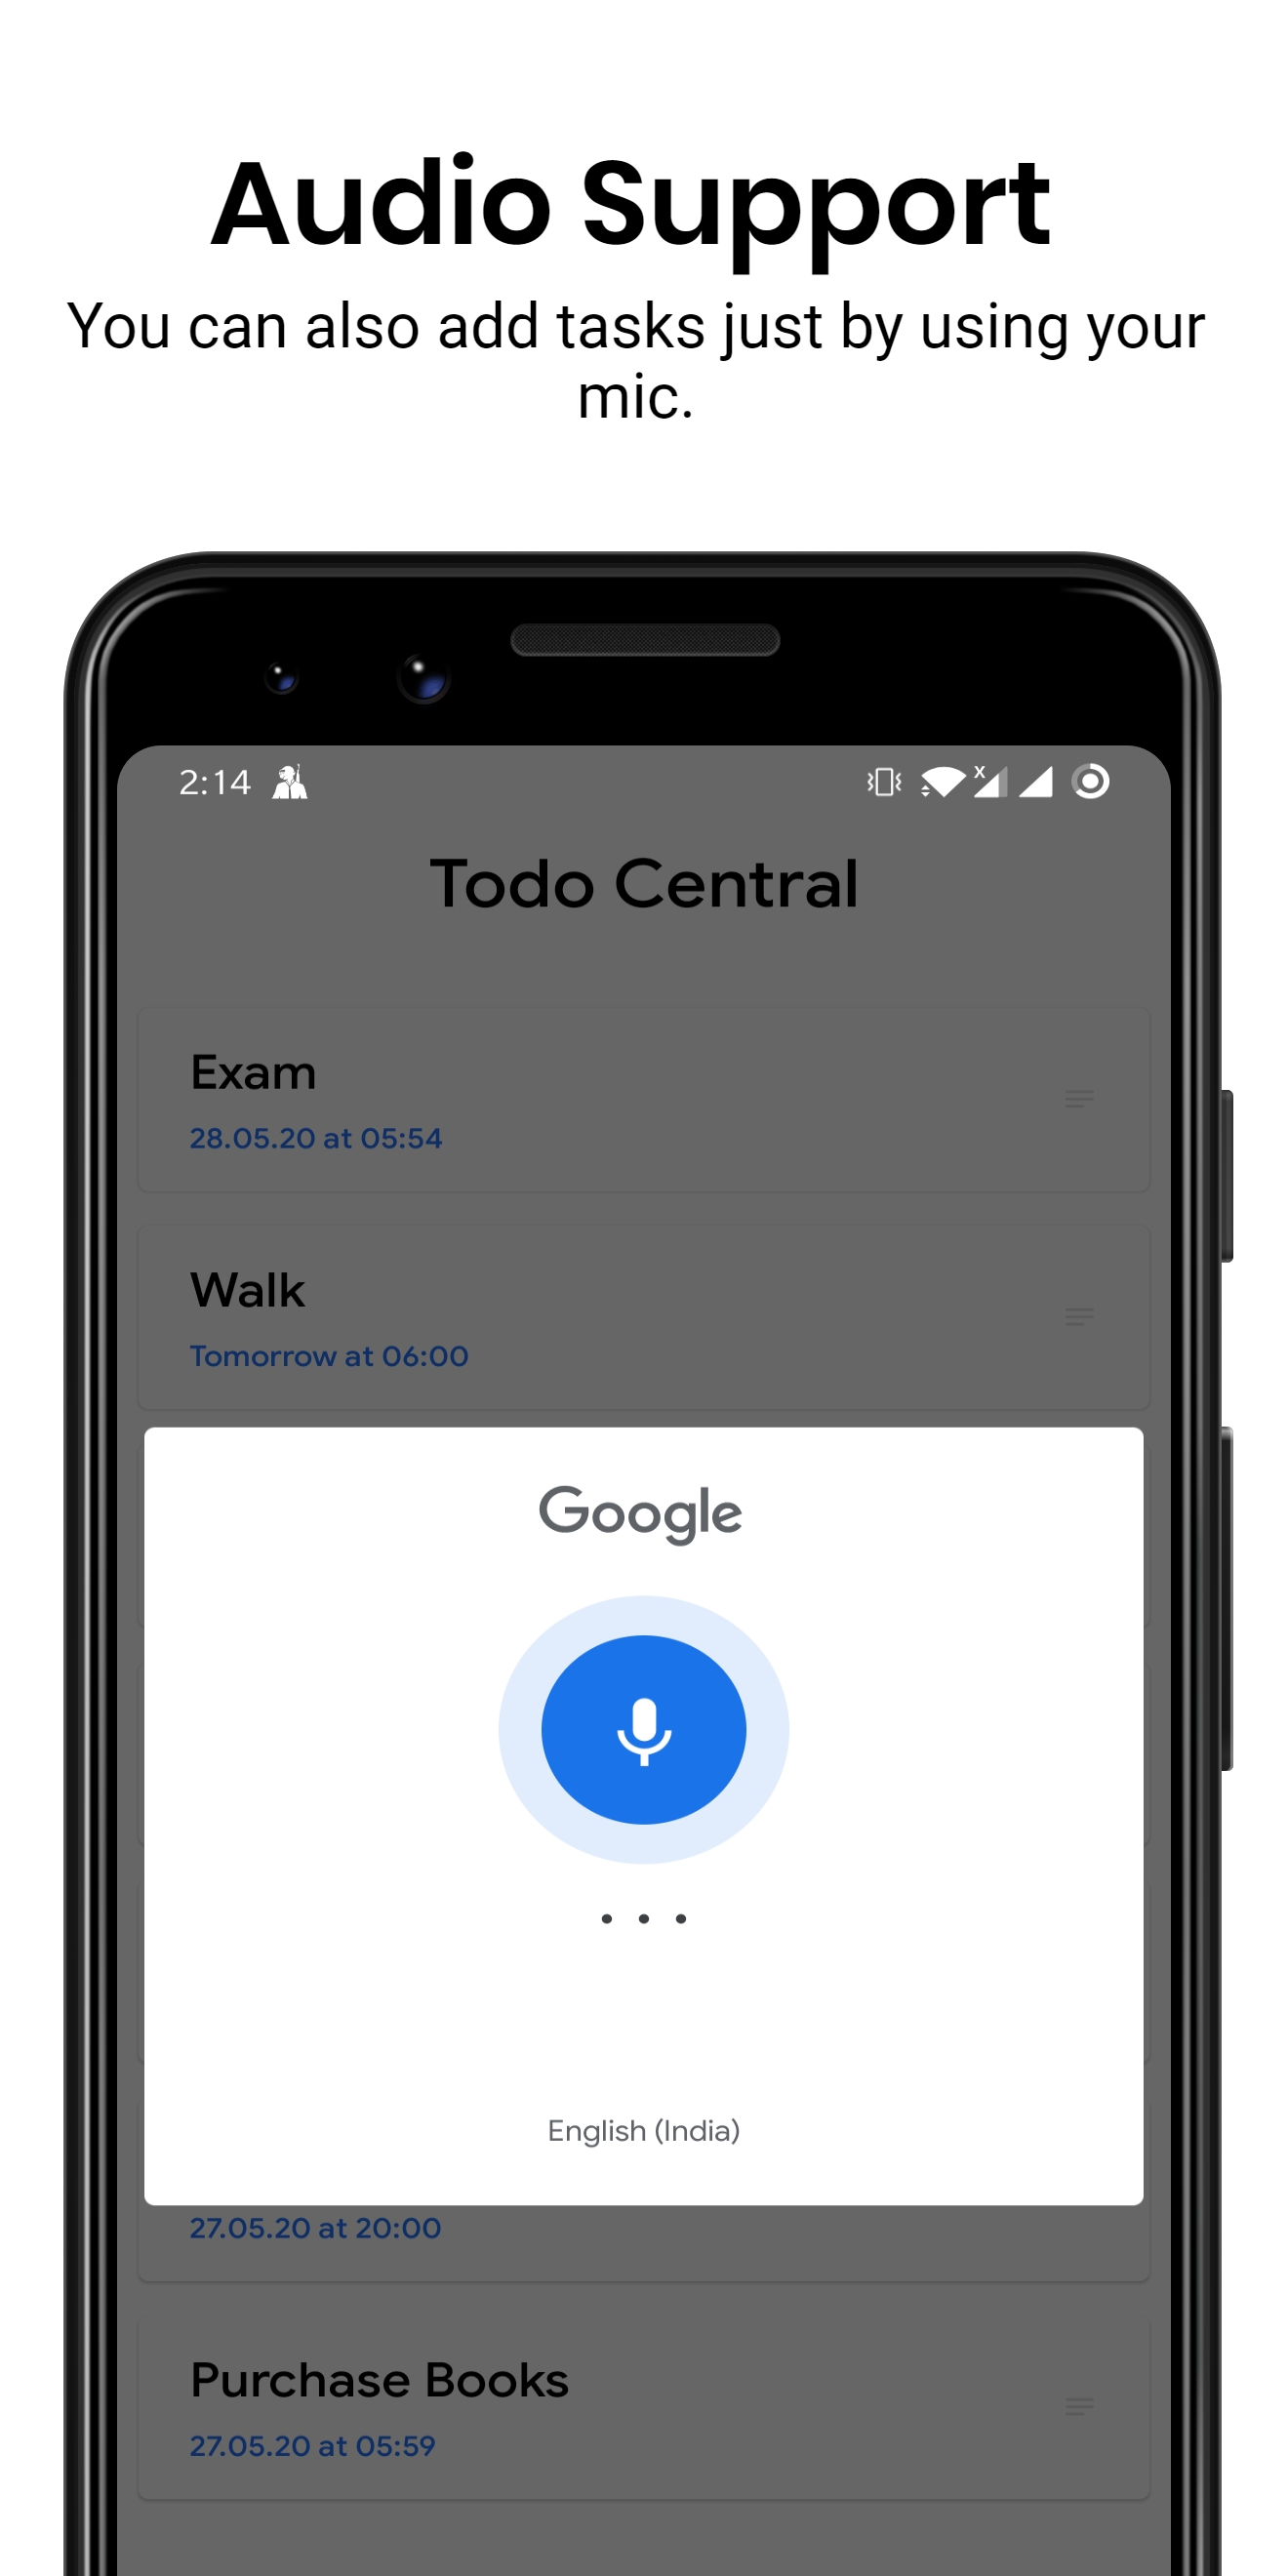 Audio Support
You can also add tasks just by using your
mic.
2:14
x
Todo Central
Exam
28.05.20 at 05:54
Walk
Tomorrow at 06:00
Google
English (India)
27.05.20 at 20:00
Purchase Books
27.05.20 at 05:59